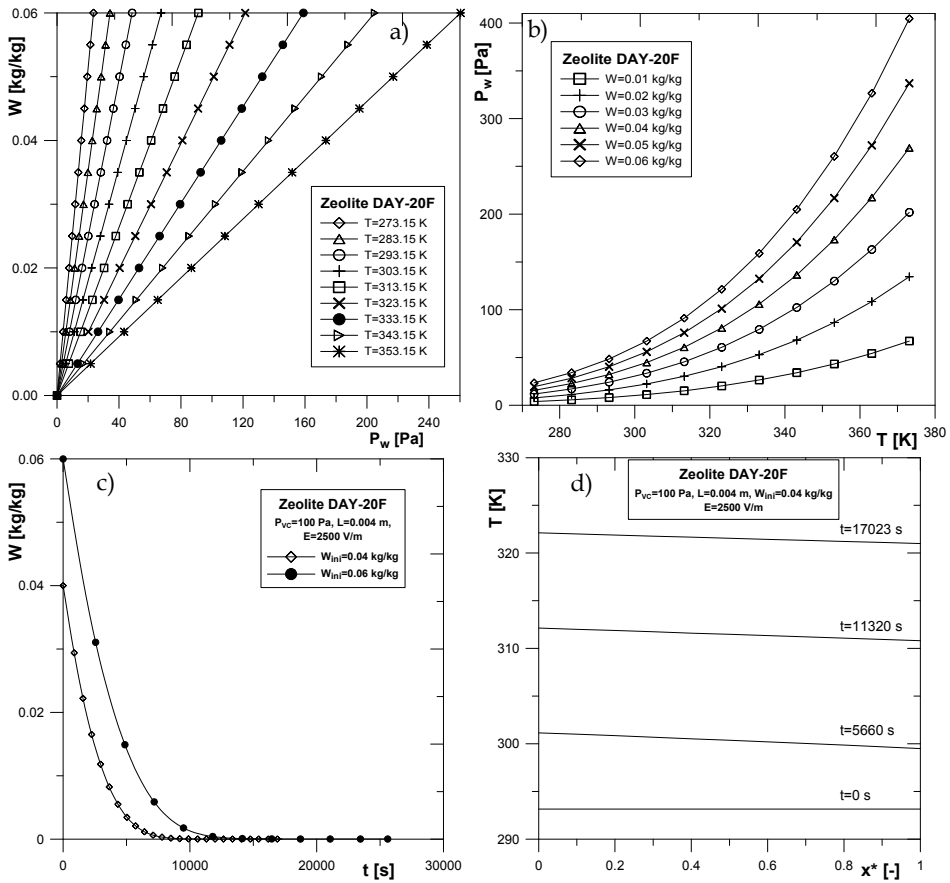 a)
W [kg/kg]
0.06
0.04
0.02
0.00
Zeolite DAY-20F
T=273.15 K
T=283.15 K
T=293.15 K
T=303.15 K
T=313.15 K
T=323.15 K
T=333.15 K
T=343.15 K
T=353.15 K
0 40 80 120 160 200 240
Pw [Pa]
b)
Pw [Pa]
400
300
200
100
0
Zeolite DAY-20F
W=0.01 kg/kg
W=0.02 kg/kg
W=0.03 kg/kg
W=0.04 kg/kg
W=0.05 kg/kg
W=0.06 kg/kg
280 300 320 340 360 380
T [K]
c)
W [kg/kg]
0.06
0.04
0.02
0
Zeolite DAY-20F
PVC=100 Pa, L=0.004 m,
E=2500 V/m
Wini=0.04 kg/kg
Wini=0.06 kg/kg
0 10000 20000 30000
t [s]
d)
T [K]
330
320
310
300
290
Zeolite DAY-20F
PVC=100 Pa, L=0.004 m, Wini=0.04 kg/kg
E=2500 V/m
t=17023 s
t=11320 s
t=5660 s
t=0 s
0 0.2 0.4 0.6 0.8 1
x* [-]